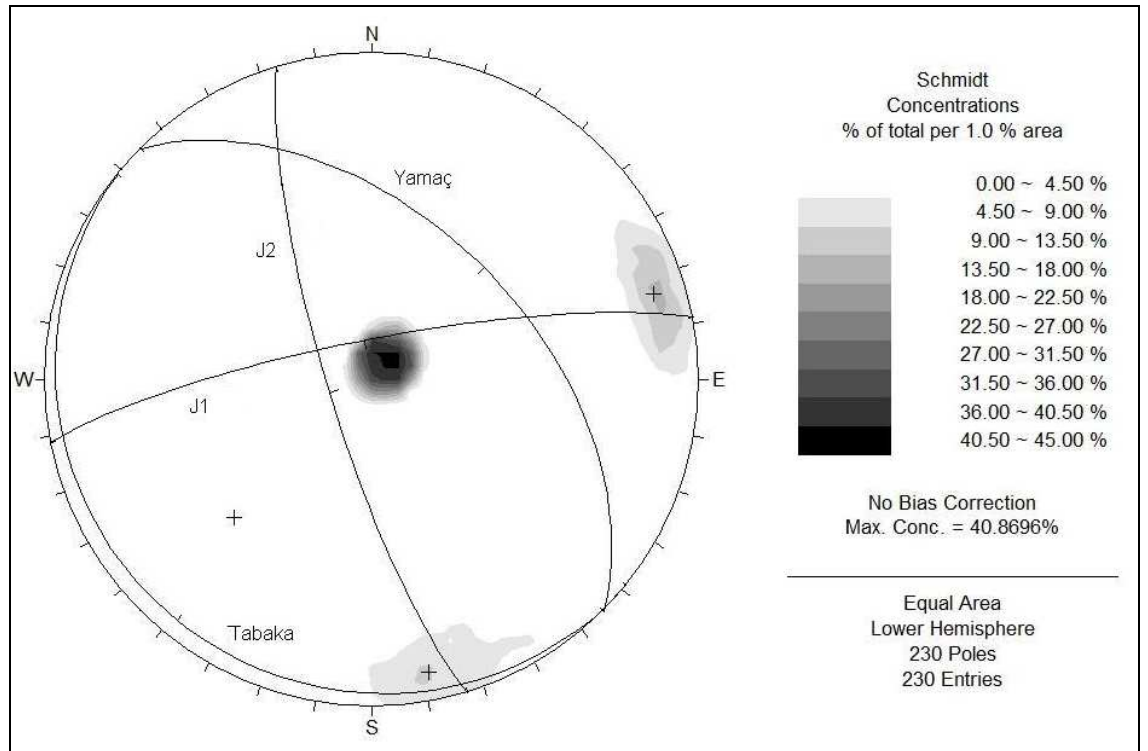 N
Yamaç
J2
W
E
J1
Tabaka
S
Schmidt
Concentrations
% of total per 1.0 % area
0.00 ~ 4.50 %
4.50 ~ 9.00 %
9.00 ~ 13.50 %
13.50 ~ 18.00 %
18.00 ~ 22.50 %
22.50 ~ 27.00 %
27.00 ~ 31.50 %
31.50 ~ 36.00 %
36.00 ~ 40.50 %
40.50 ~ 45.00 %
No Bias Correction
Max. Conc. = 40.8696%
Equal Area
Lower Hemisphere
230 Poles
230 Entries